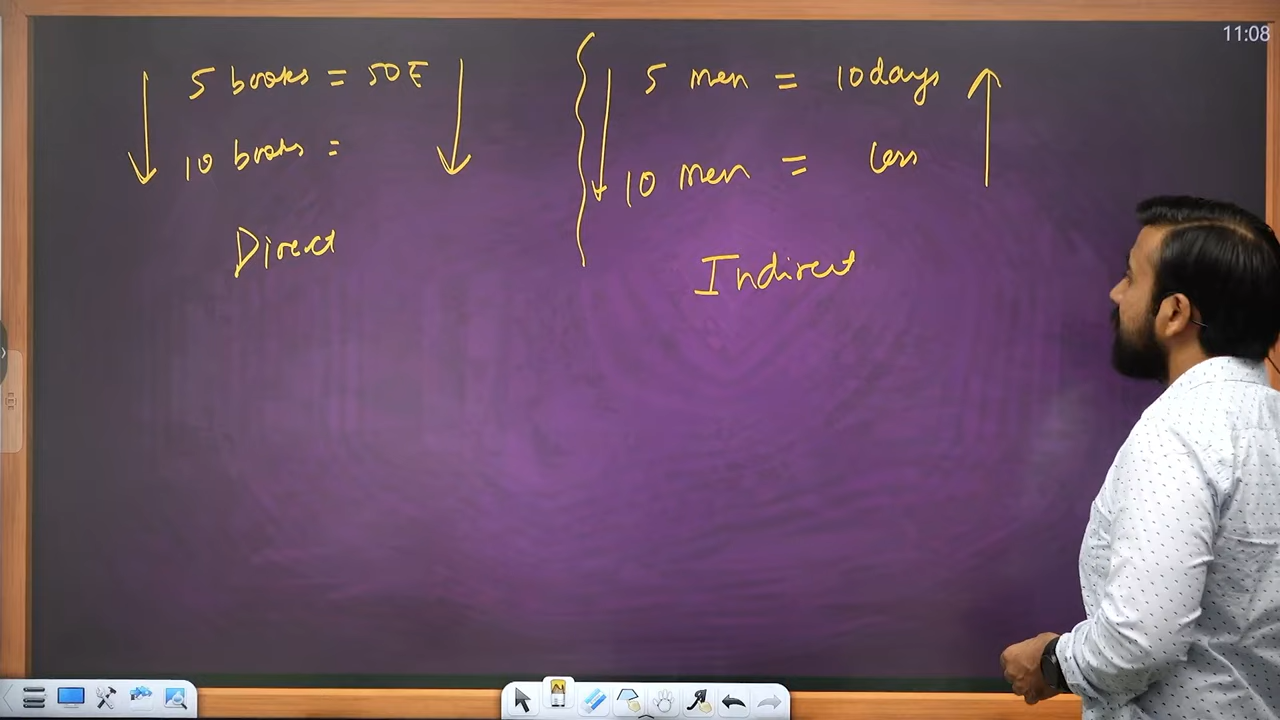 5 books = 50₹
10 books =
Direct
5 men = 10 days
10 men = less
Indirect
11:08